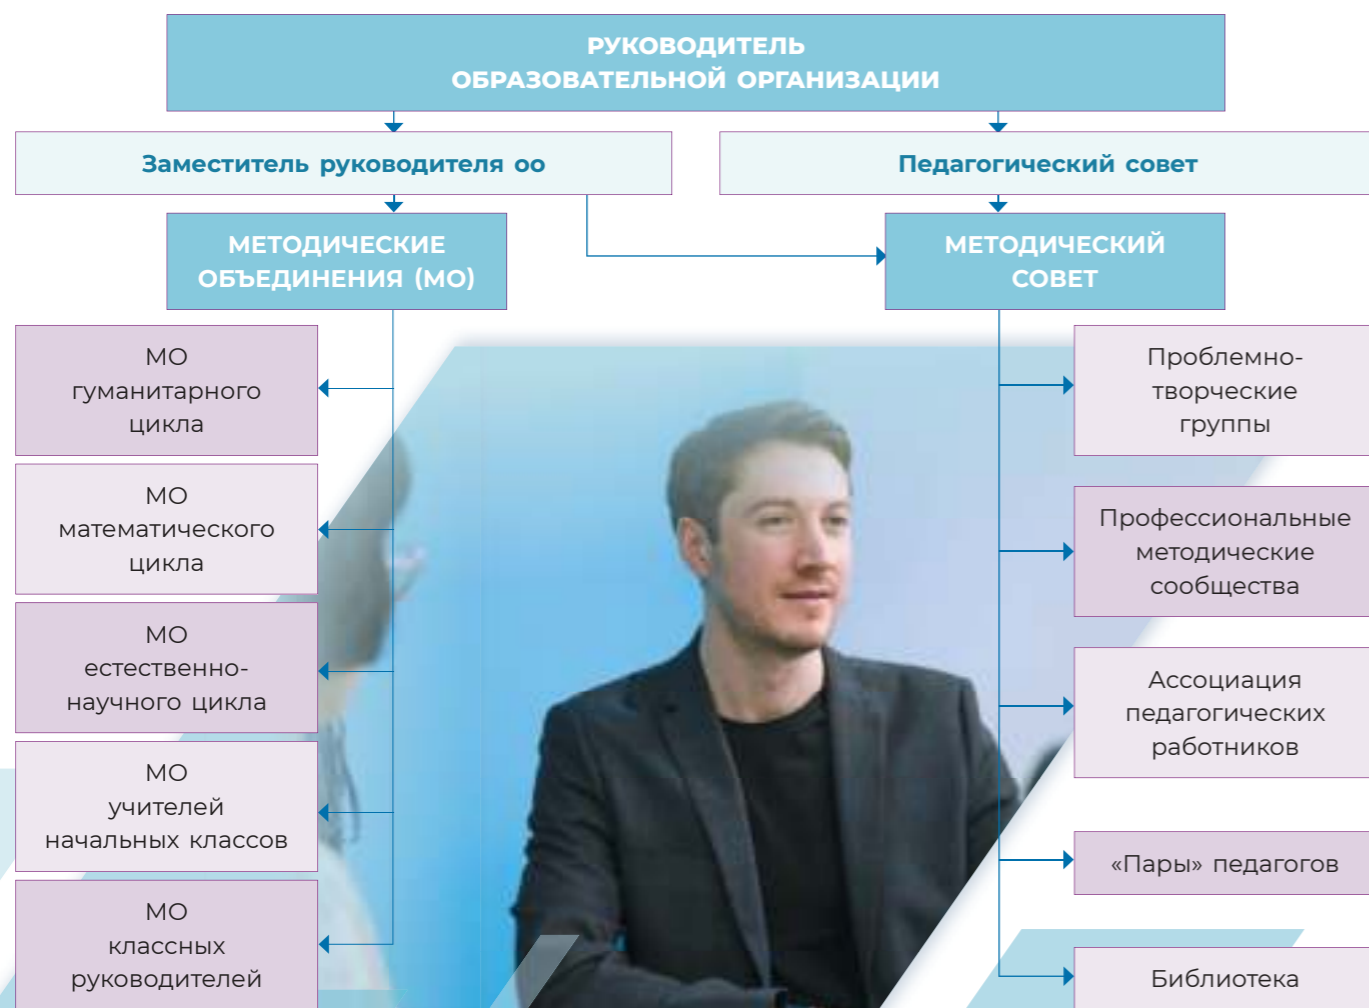 РУКОВОДИТЕЛЬ
ОБРАЗОВАТЕЛЬНОЙ ОРГАНИЗАЦИИ
Заместитель руководителя оо
Педагогический совет
МЕТОДИЧЕСКИЕ
ОБЪЕДИНЕНИЯ (МО)
МЕТОДИЧЕСКИЙ
СОВЕТ
МО
гуманитарного
цикла
МО
математического
цикла
МО
естественно-
научного цикла
МО
учителей
начальных классов
МО
классных
руководителей
Проблемно-
творческие
группы
Профессиональные
методические
сообщества
Ассоциация
педагогических
работников
«Пары» педагогов
Библиотека